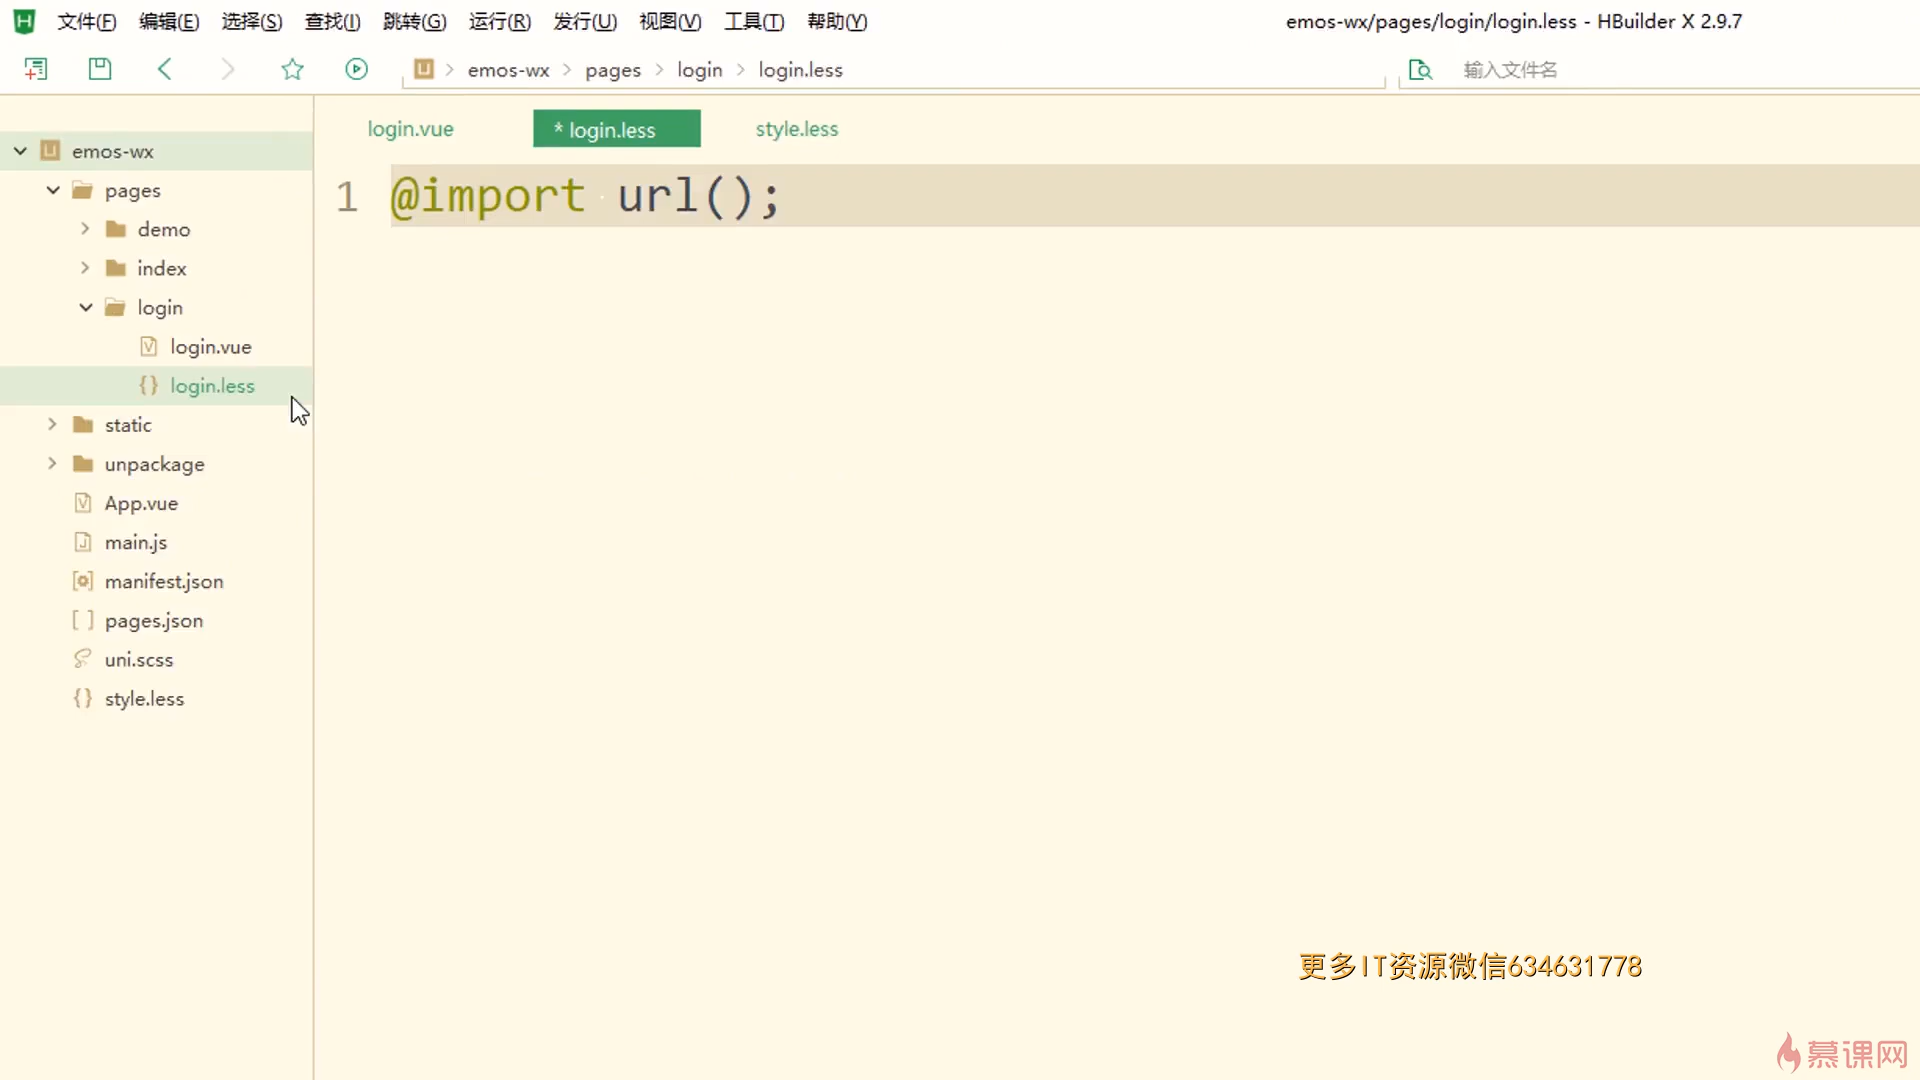 文件(F) 编辑(E) 选择(S) 查找(I) 跳转(G) 运行(R) 发行(U) 视图(V) 工具(T) 帮助(Y) emos-wx/pages/login/login.less - HBuilder X 2.9.7
emos-wx > pages > login > login.less 输入文件名
login.vue * login.less style.less
emos-wx
pages
demo
index
login
login.vue
login.less
static
unpackage
App.vue
main.js
manifest.json
pages.json
uni.scss
style.less
1 @import url();
更多IT资源微信634631778
慕课网